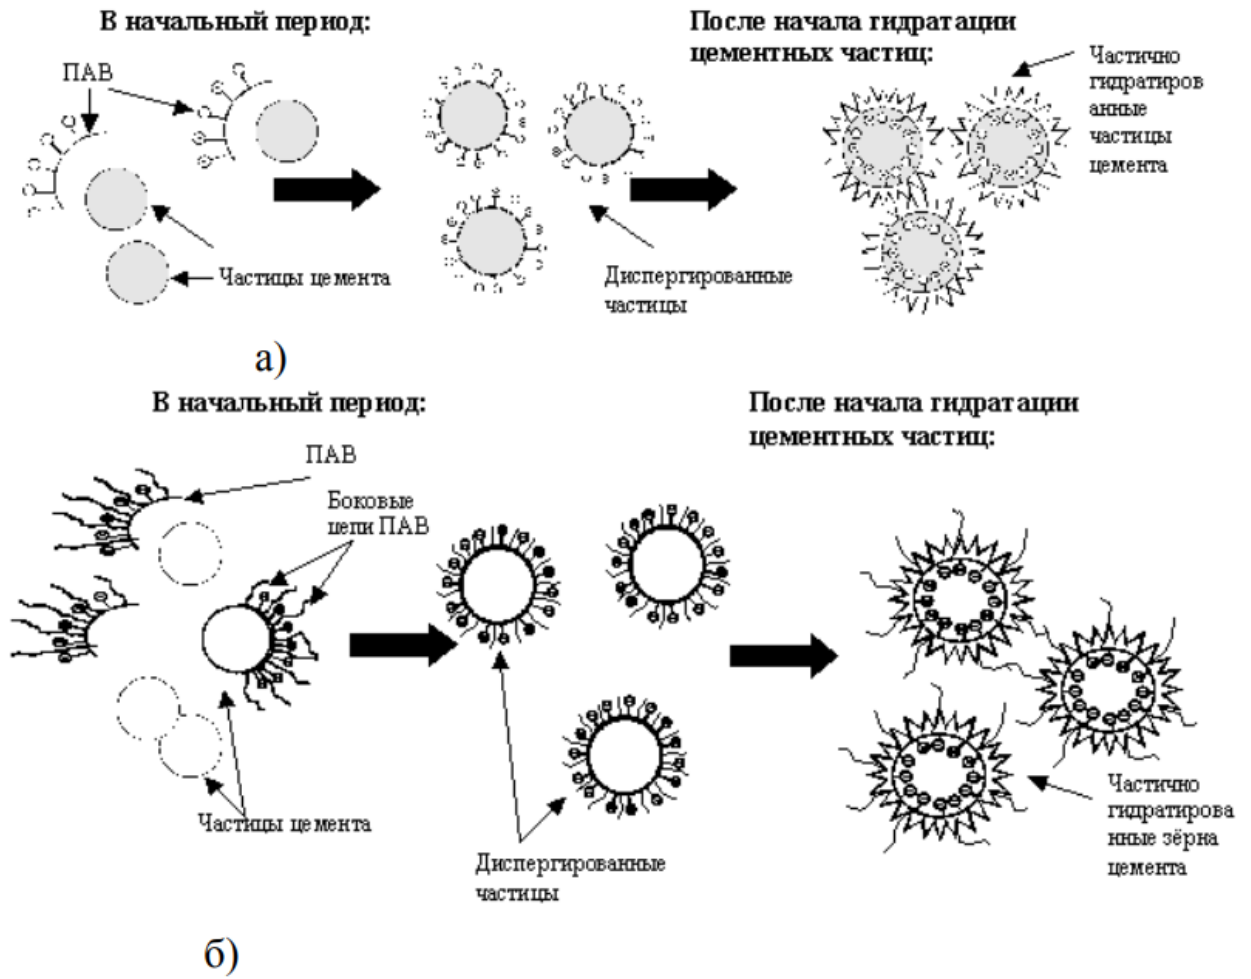 В начальный период:
После начала гидратации
цементных частиц:
ПАВ
Частично
гидратиров
анные
частицы
цемента
Частицы цемента
Диспергированные
частицы
а)
В начальный период:
После начала гидратации
цементных частиц:
ПАВ
Боковые
цепи ПАВ
Частицы цемента
Диспергированные
частицы
Частично
гидратирова
нные зёрна
цемента
б)